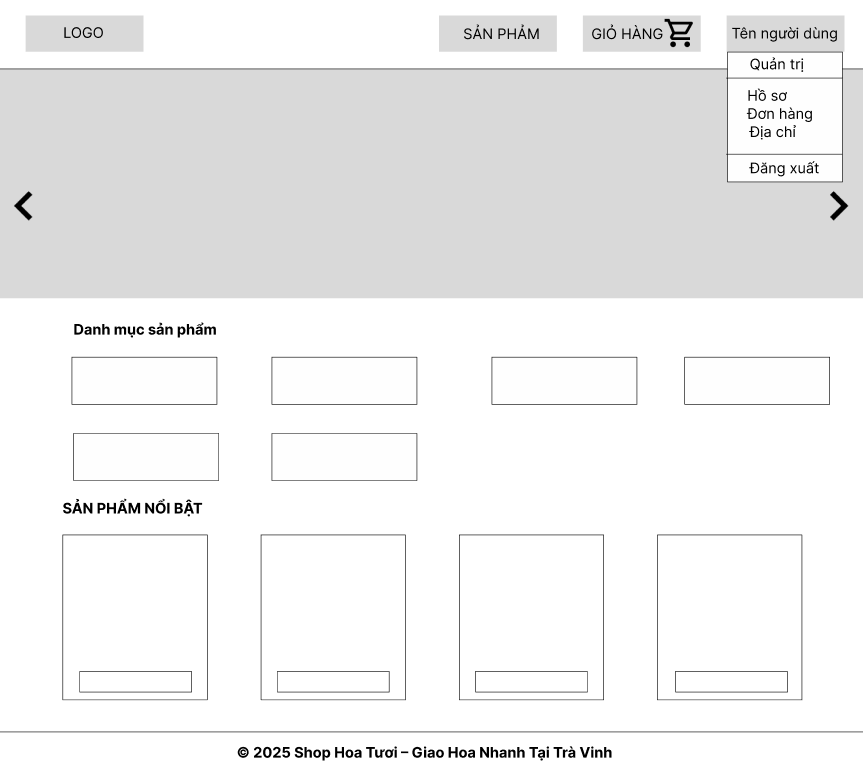 LOGO
SẢN PHẨM
GIỎ HÀNG
Tên người dùng
Quản trị
Hồ sơ
Đơn hàng
Địa chỉ
Đăng xuất
Danh mục sản phẩm
SẢN PHẨM NỔI BẬT
© 2025 Shop Hoa Tươi – Giao Hoa Nhanh Tại Trà Vinh